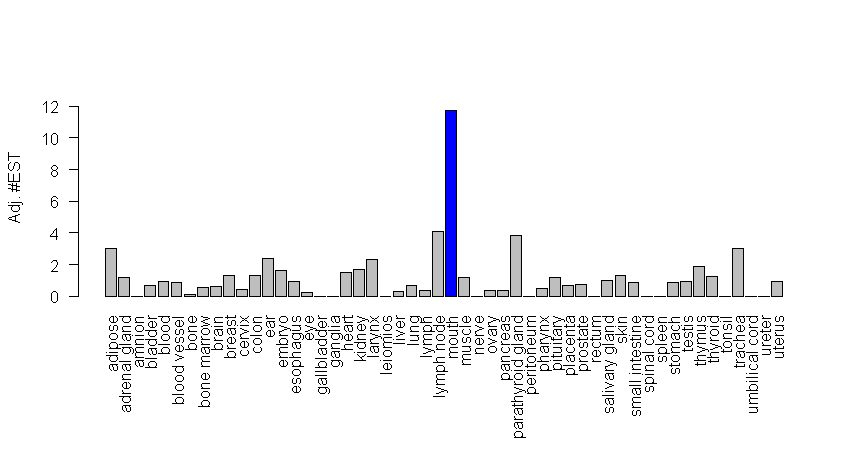 Adj. #EST
12
10
8
6
4
2
0
adipose
adrenal gland
amnion
bladder
blood
blood vessel
bone
bone marrow
brain
breast
cervix
colon
ear
embryo
esophagus
eye
gallbladder
ganglia
heart
kidney
larynx
leiomios
liver
lung
lymph
lymph node
mouth
muscle
nerve
ovary
pancreas
parathyroid gland
peritoneum
pharynx
pituitary
placenta
prostate
rectum
salivary gland
skin
small intestine
spinal cord
spleen
stomach
testis
thymus
thyroid
tonsil
trachea
umbilical cord
ureter
uterus